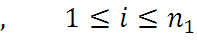 , 1 ≤ i ≤ n₁